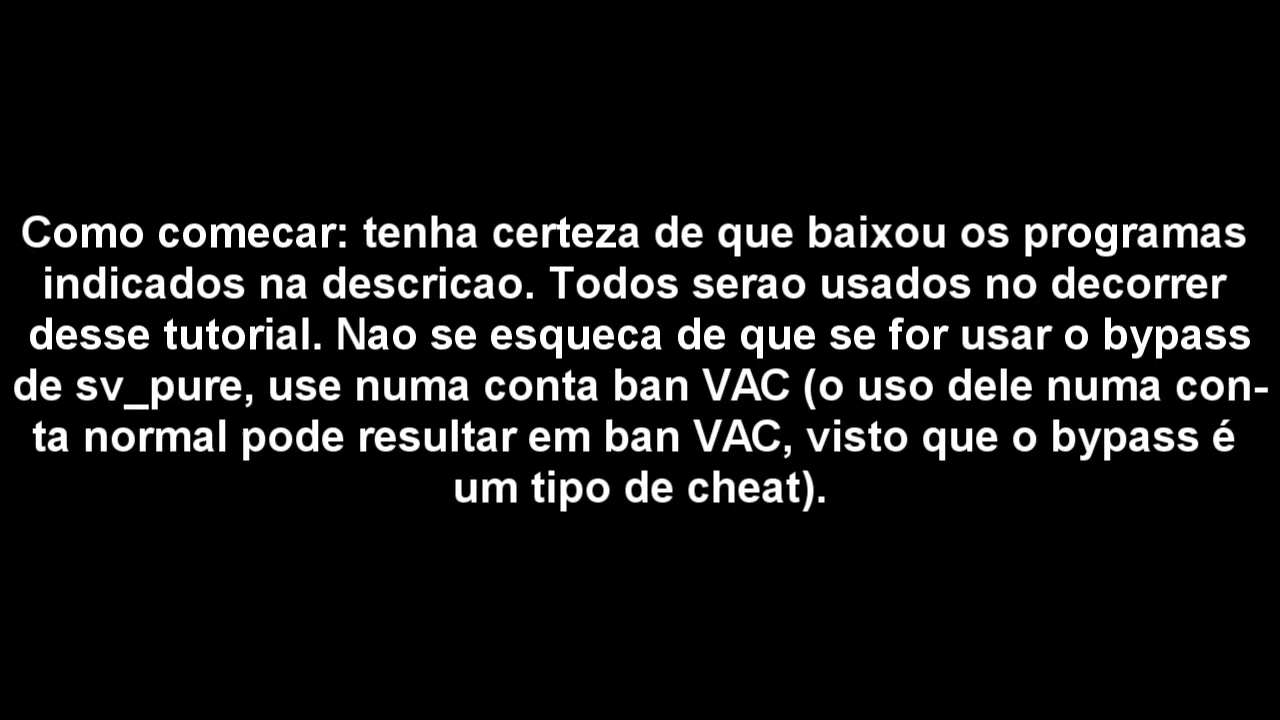 Como comecar: tenha certeza de que baixou os programas
indicados na descricao. Todos serao usados no decorrer
desse tutorial. Nao se esqueca de que se for usar o bypass
de sv_pure, use numa conta ban VAC (o uso dele numa con-
ta normal pode resultar em ban VAC, visto que o bypass é
um tipo de cheat).